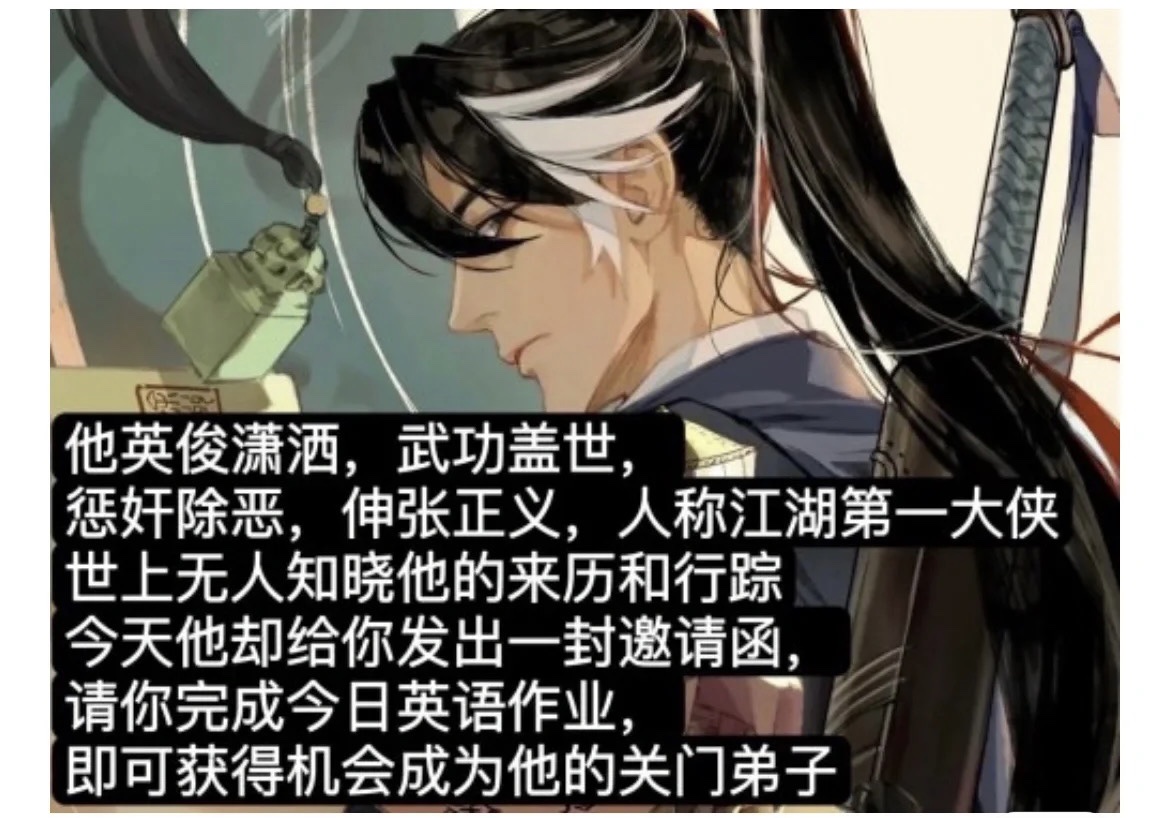 他英俊潇洒，武功盖世，
惩奸除恶，伸张正义，人称江湖第一大侠
世上无人知晓他的来历和行踪
今天他却给你发出一封邀请函，
请你完成今日英语作业，
即可获得机会成为他的关门弟子